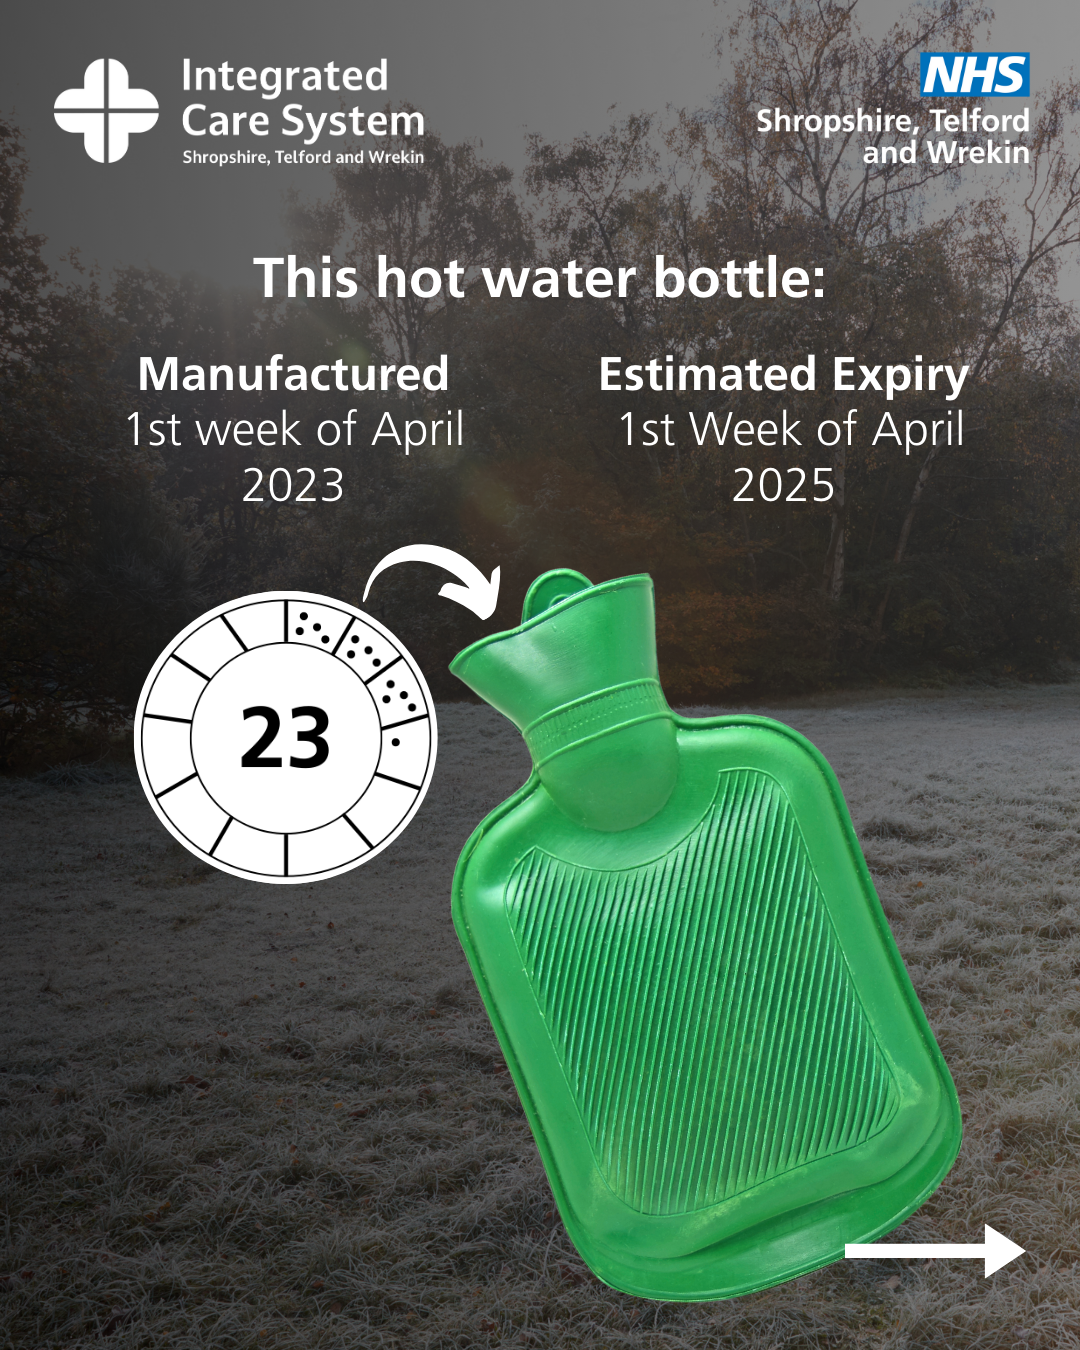 Integrated
Care System
Shropshire, Telford and Wrekin
NHS
Shropshire, Telford
and Wrekin
This hot water bottle:
Manufactured
1st week of April
2023
Estimated Expiry
1st Week of April
2025
23